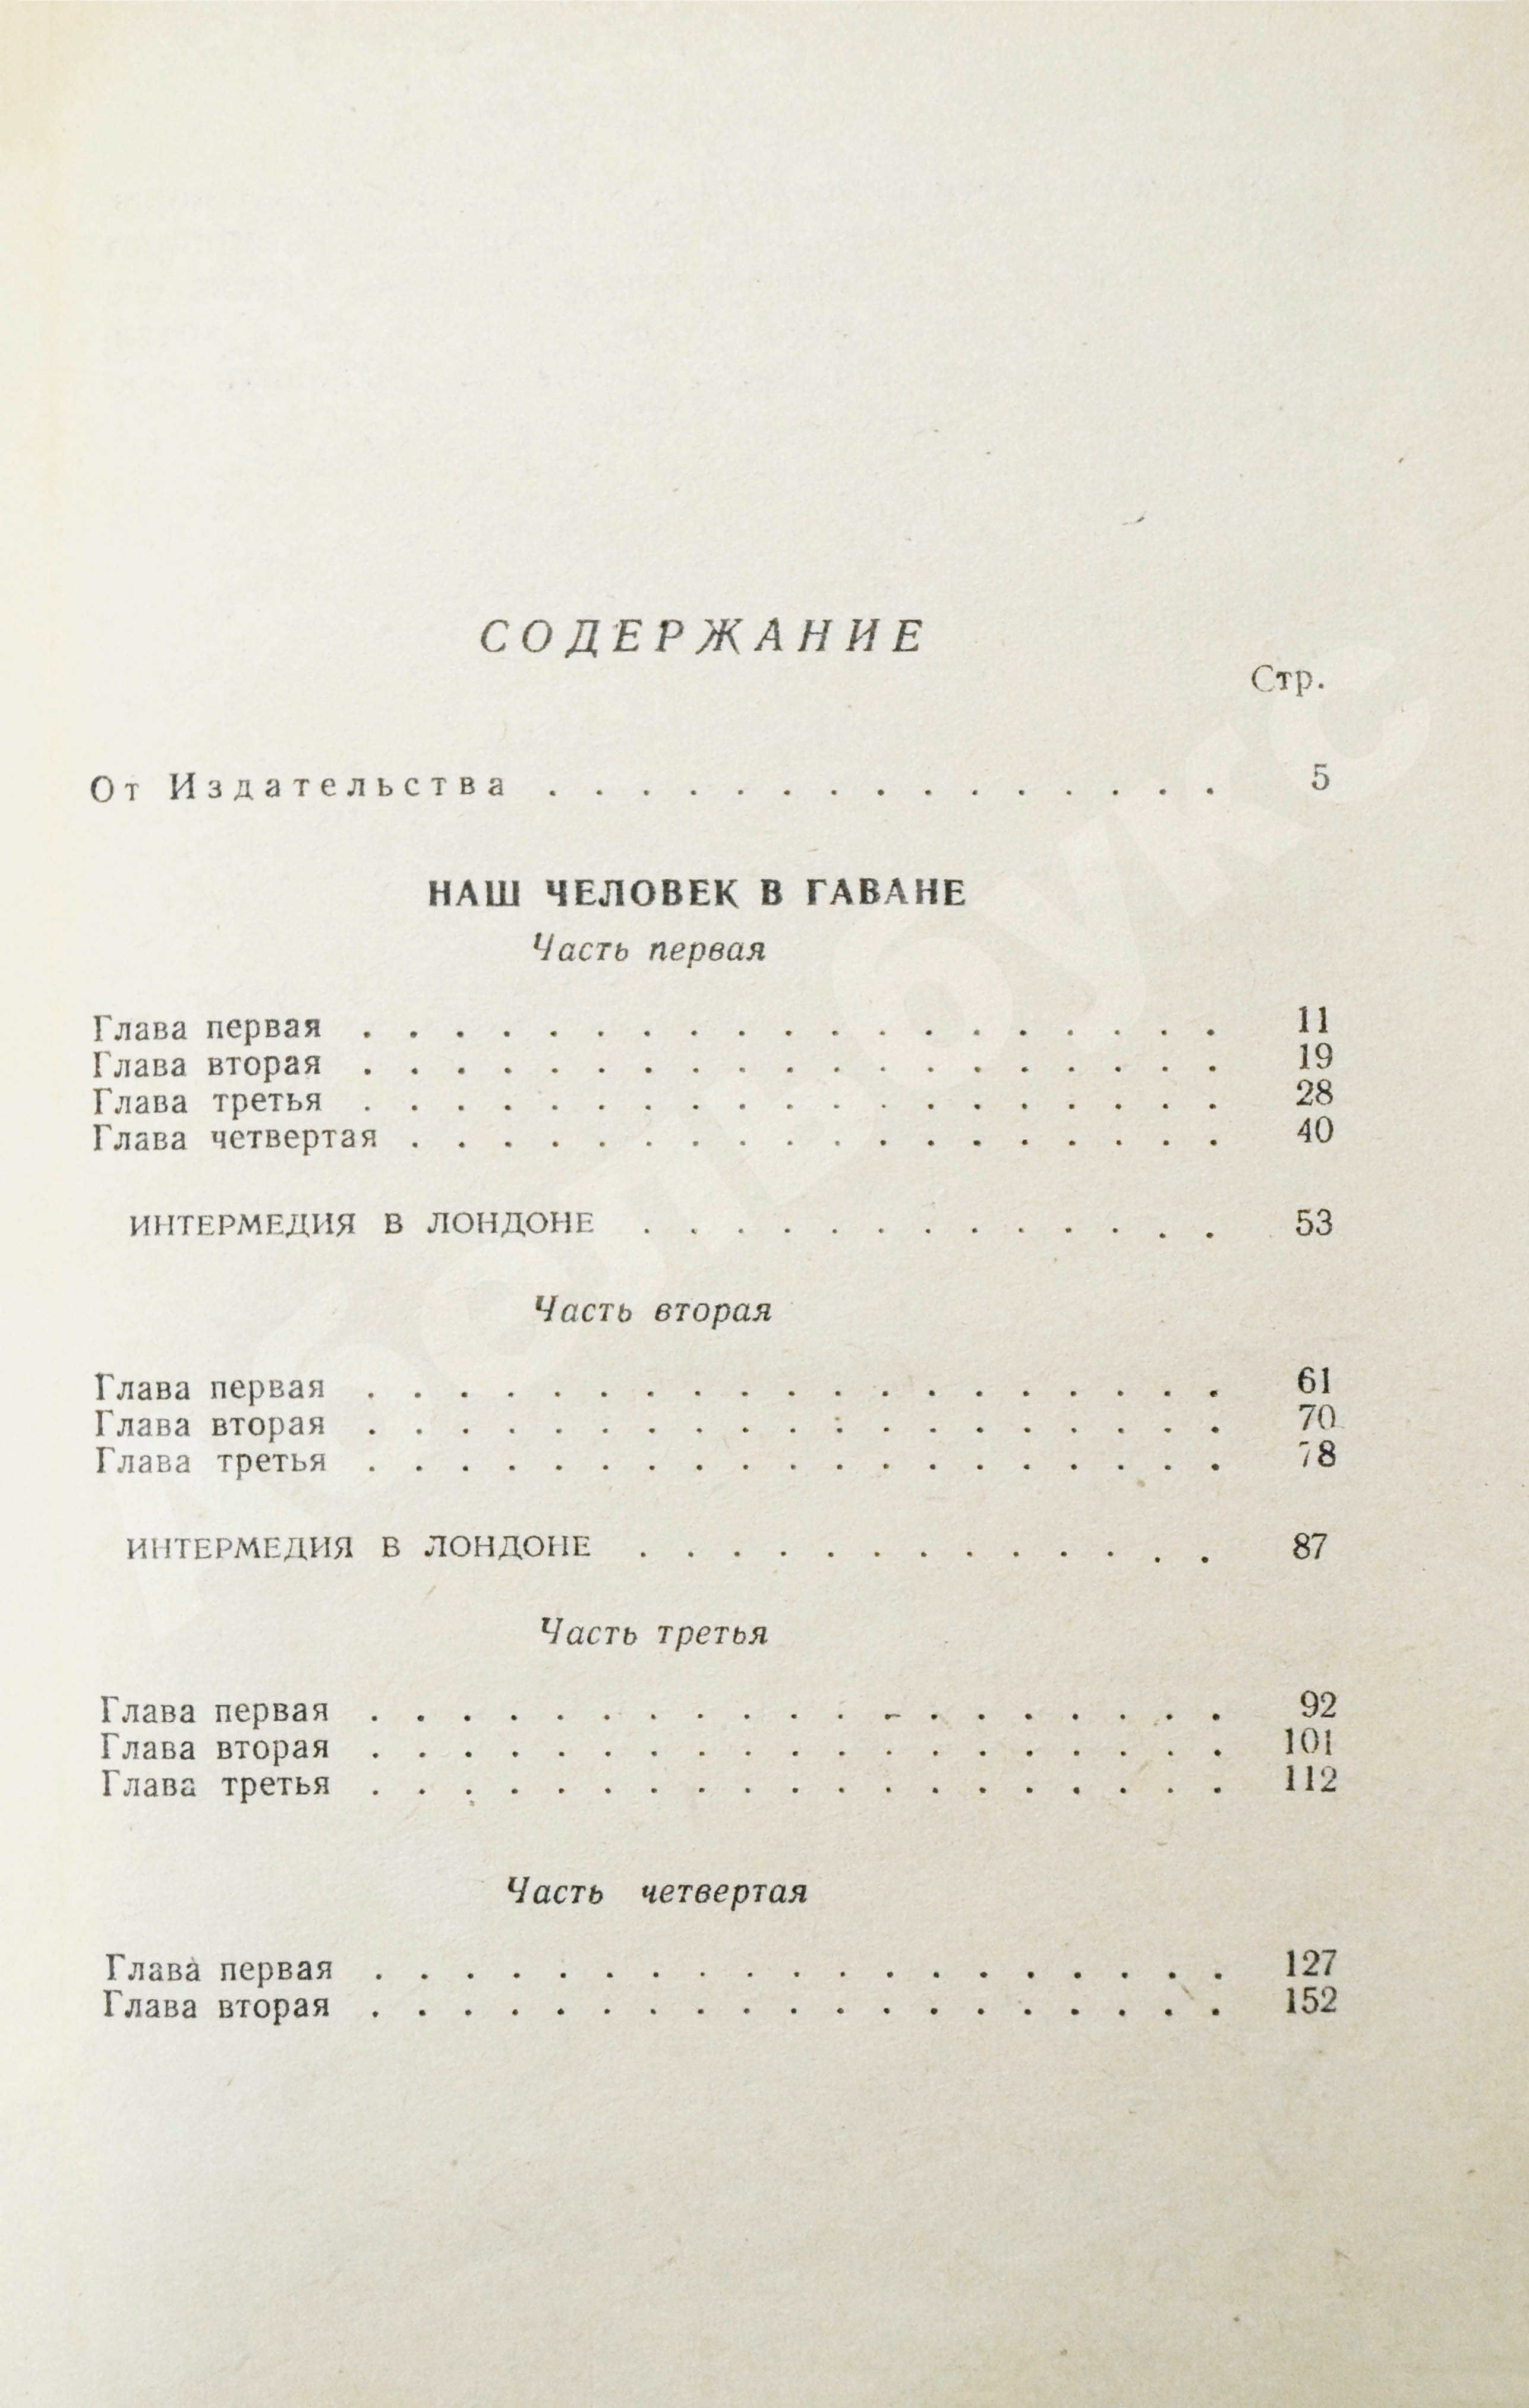 СОДЕРЖАНИЕ
Стр.
От Издательства . . . . . . . . . . . . . . . 5
НАШ ЧЕЛОВЕК В ГАВАНЕ
Часть первая
Глава первая . . . . . . . . . . . . . . . . . . . 11
Глава вторая . . . . . . . . . . . . . . . . . . . 19
Глава третья . . . . . . . . . . . . . . . . . . . 28
Глава четвертая . . . . . . . . . . . . . . . . . . 40
ИНТЕРМЕДИЯ В ЛОНДОНЕ . . . . . . . . . . . . . 53
Часть вторая
Глава первая . . . . . . . . . . . . . . . . . . . 61
Глава вторая . . . . . . . . . . . . . . . . . . . 70
Глава третья . . . . . . . . . . . . . . . . . . . 78
ИНТЕРМЕДИЯ В ЛОНДОНЕ . . . . . . . . . . . . . 87
Часть третья
Глава первая . . . . . . . . . . . . . . . . . . . 92
Глава вторая . . . . . . . . . . . . . . . . . . . 101
Глава третья . . . . . . . . . . . . . . . . . . . 112
Часть четвертая
Глава первая . . . . . . . . . . . . . . . . . . . 127
Глава вторая . . . . . . . . . . . . . . . . . . . 152